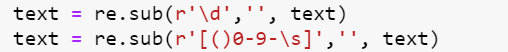 text = re.sub(r'\d','', text)
text = re.sub(r'[()0-9-\s]','', text)